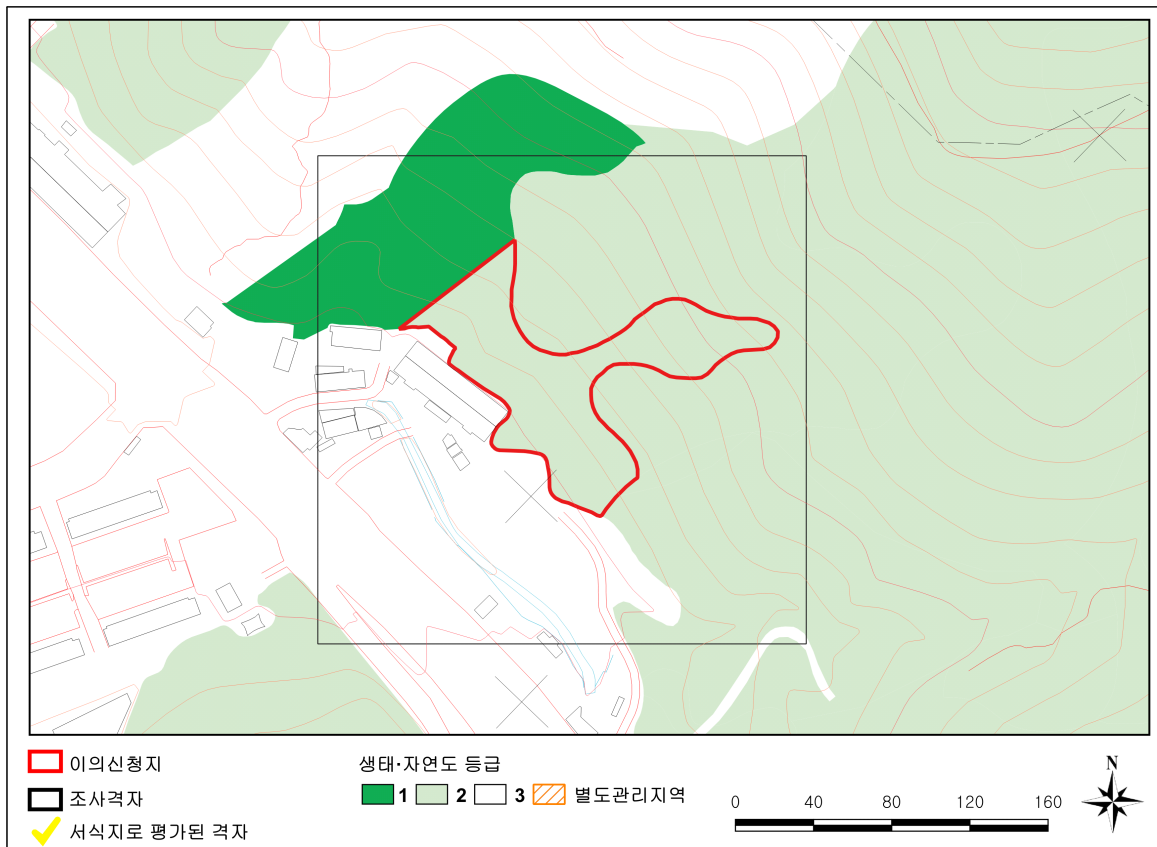 이의신청지
조사격자
서식지로 평가된 격자
생태·자연도 등급
1 2 3 별도관리지역
0 40 80 120 160
N